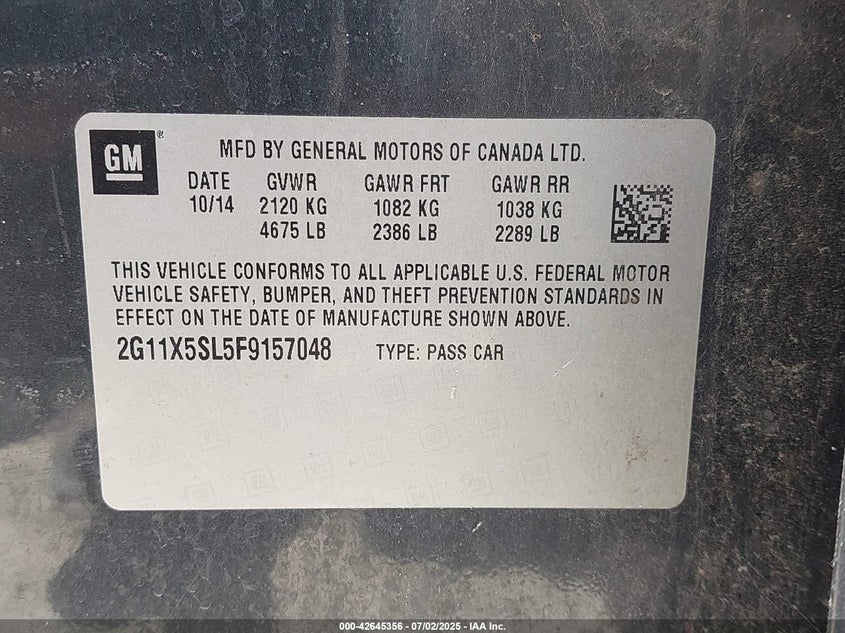 GM®
MFD BY GENERAL MOTORS OF CANADA LTD.
DATE GVWR GAWR FRT GAWR RR
10/14 2120 KG 1082 KG 1038 KG
4675 LB 2386 LB 2289 LB
THIS VEHICLE CONFORMS TO ALL APPLICABLE U.S. FEDERAL MOTOR
VEHICLE SAFETY, BUMPER, AND THEFT PREVENTION STANDARDS IN
EFFECT ON THE DATE OF MANUFACTURE SHOWN ABOVE.
2G11X5SL5F9157048 TYPE: PASS CAR
000-42645356 - 07/02/2025 - IAA Inc.